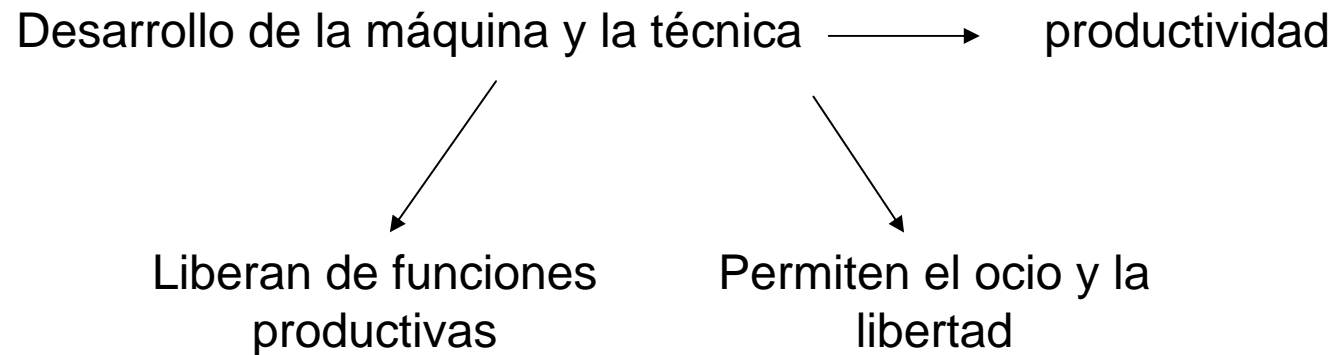 Desarrollo de la máquina y la técnica productividad
Liberan de funciones
productivas
Permiten el ocio y la
libertad